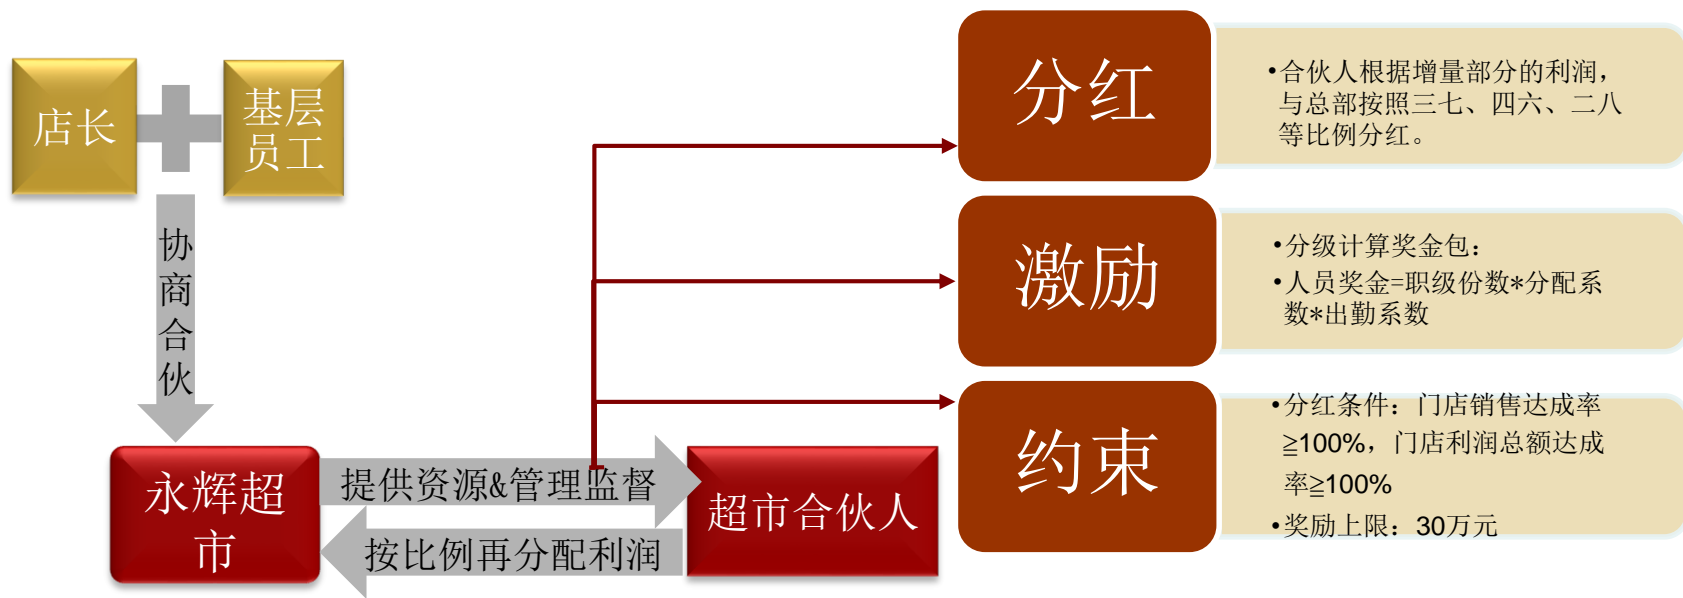 店长
基层
员工
协
商
合
伙
永辉超
市
提供资源&管理监督
按比例再分配利润
超市合伙人
分红
•合伙人根据增量部分的利润，
与总部按照三七、四六、二八
等比例分红。
激励
•分级计算奖金包：
•人员奖金=职级份数*分配系
数*出勤系数
约束
•分红条件：门店销售达成率
≧100%，门店利润总额达成
率≧100%
•奖励上限：30万元